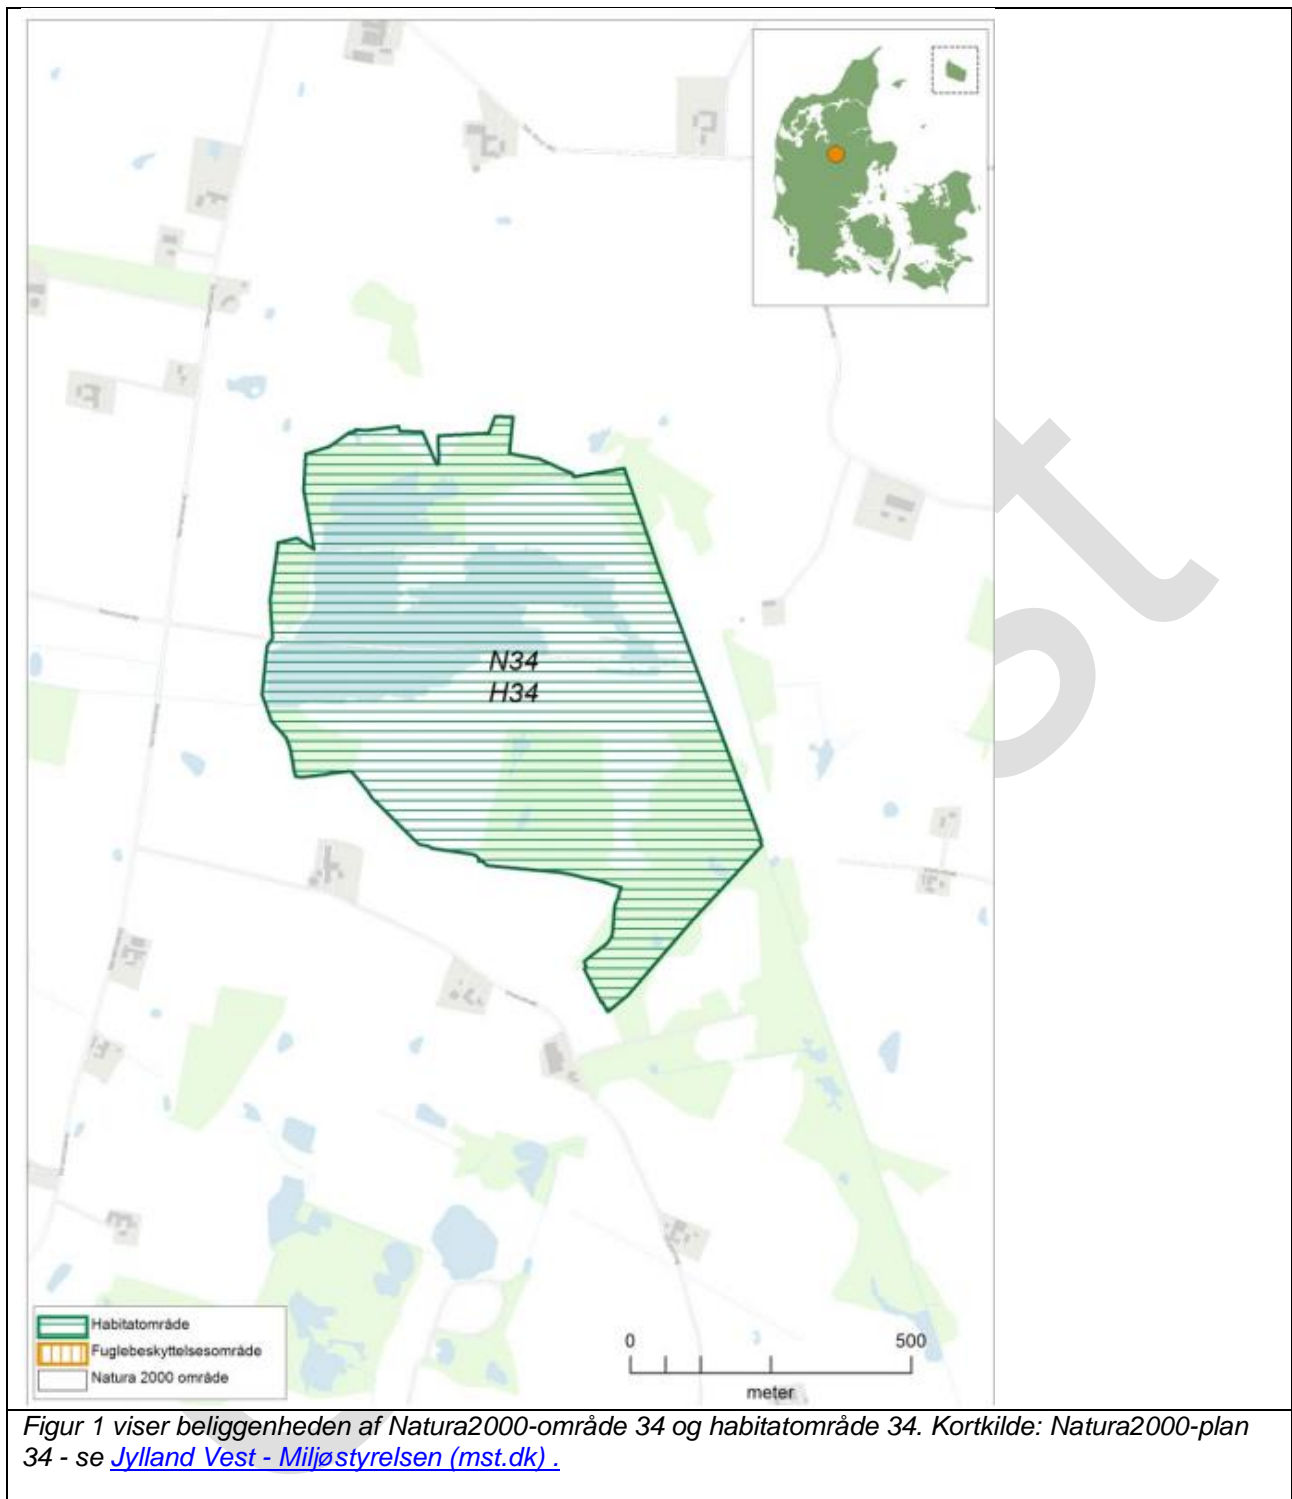 N34
H34
Habitatområde
Fuglebeskyttelsesområde
Natura 2000 område
0 500
meter
Figur 1 viser beliggenheden af Natura2000-område 34 og habitatområde 34. Kortkilde: Natura2000-plan
34 - se Jylland Vest - Miljøstyrelsen (mst.dk) .